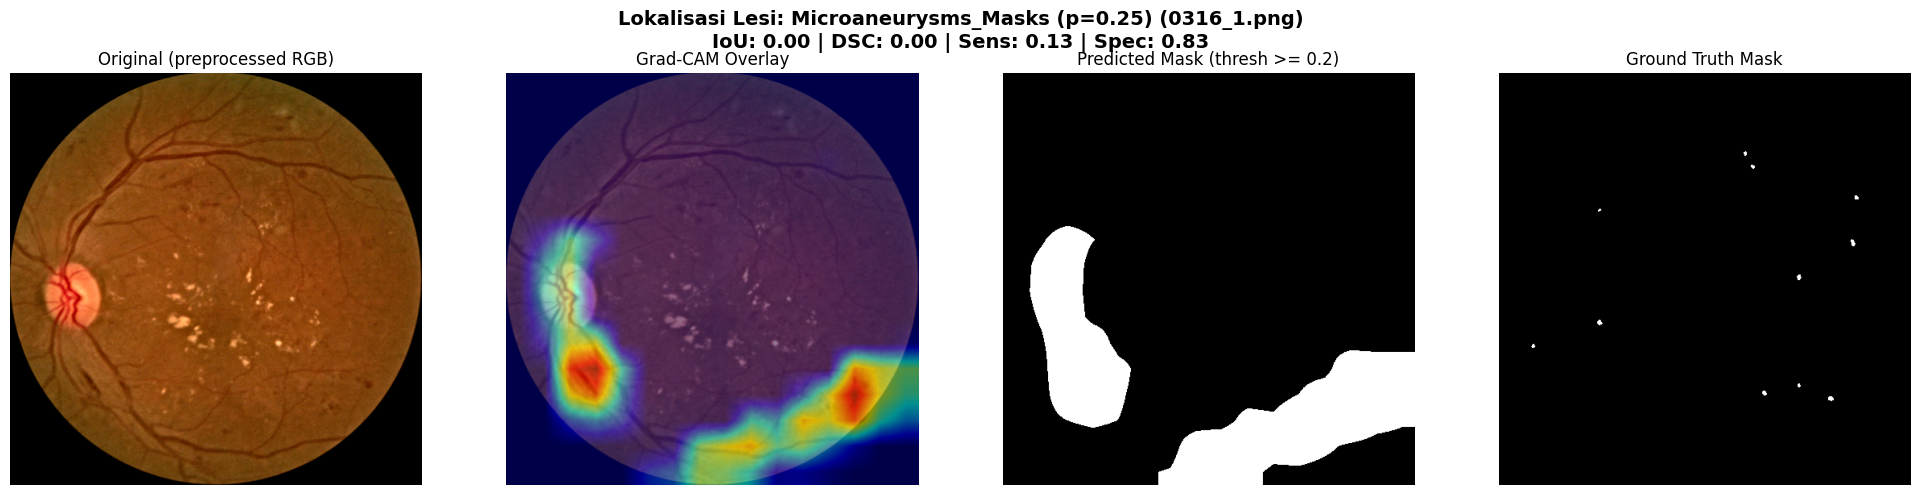 Lokalisasi Lesi: Microaneurysms_Masks (p=0.25) (0316_1.png)
IoU: 0.00 | DSC: 0.00 | Sens: 0.13 | Spec: 0.83
Original (preprocessed RGB)
Grad-CAM Overlay
Predicted Mask (thresh >= 0.2)
Ground Truth Mask